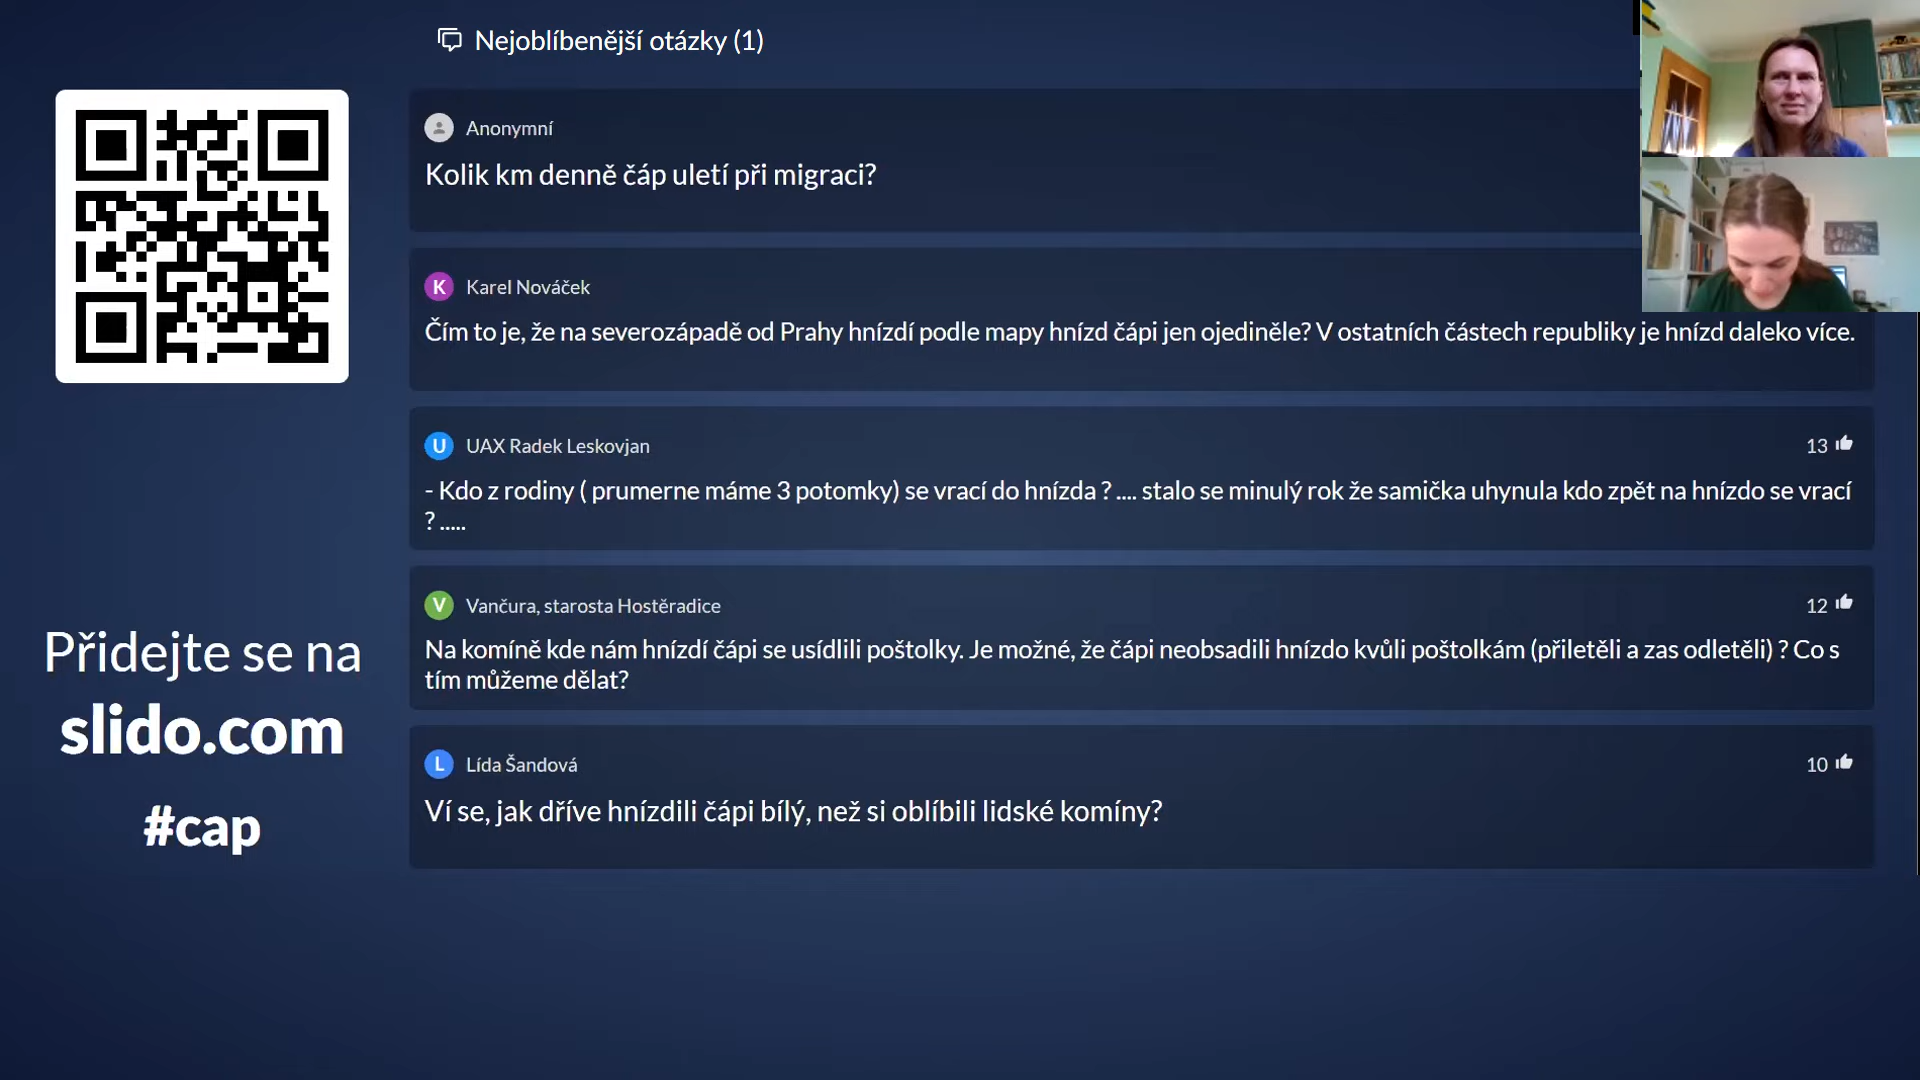 Nejoblíbenější otázky (1)
Anonymní
Kolik km denně čáp uletí při migraci?
K
Karel Nováček
Čím to je, že na severozápadě od Prahy hnízdí podle mapy hnízd čápi jen ojediněle? V ostatních částech republiky je hnízd daleko více.
U
UAX Radek Leskovjan
13
- Kdo z rodiny ( prumerne máme 3 potomky) se vrací do hnízda ? .... stalo se minulý rok že samička uhynula kdo zpět na hnízdo se vrací
? .....
V
Vančura, starosta Hostěradice
12
Na komíně kde nám hnízdí čápi se usídlili poštolky. Je možné, že čápi neobsadili hnízdo kvůli poštolkám (přiletěli a zas odletěli) ? Co s
tím můžeme dělat?
L
Lída Šandová
10
Ví se, jak dříve hnízdili čápi bílý, než si oblíbili lidské komíny?
Přidejte se na
slido.com
#cap